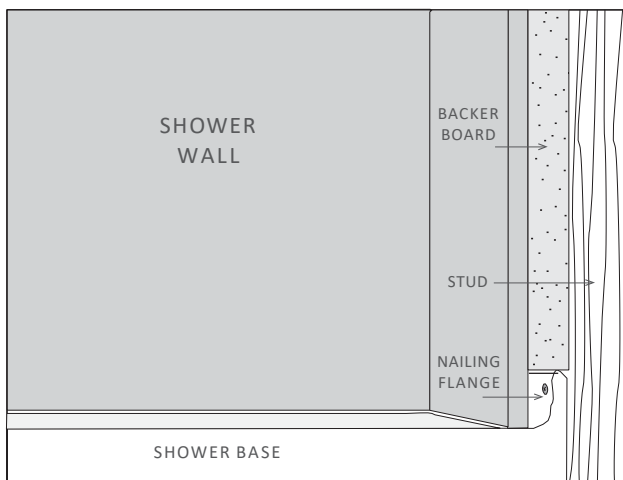 SHOWER
WALL
BACKER
BOARD
STUD
NAILING
FLANGE
SHOWER BASE